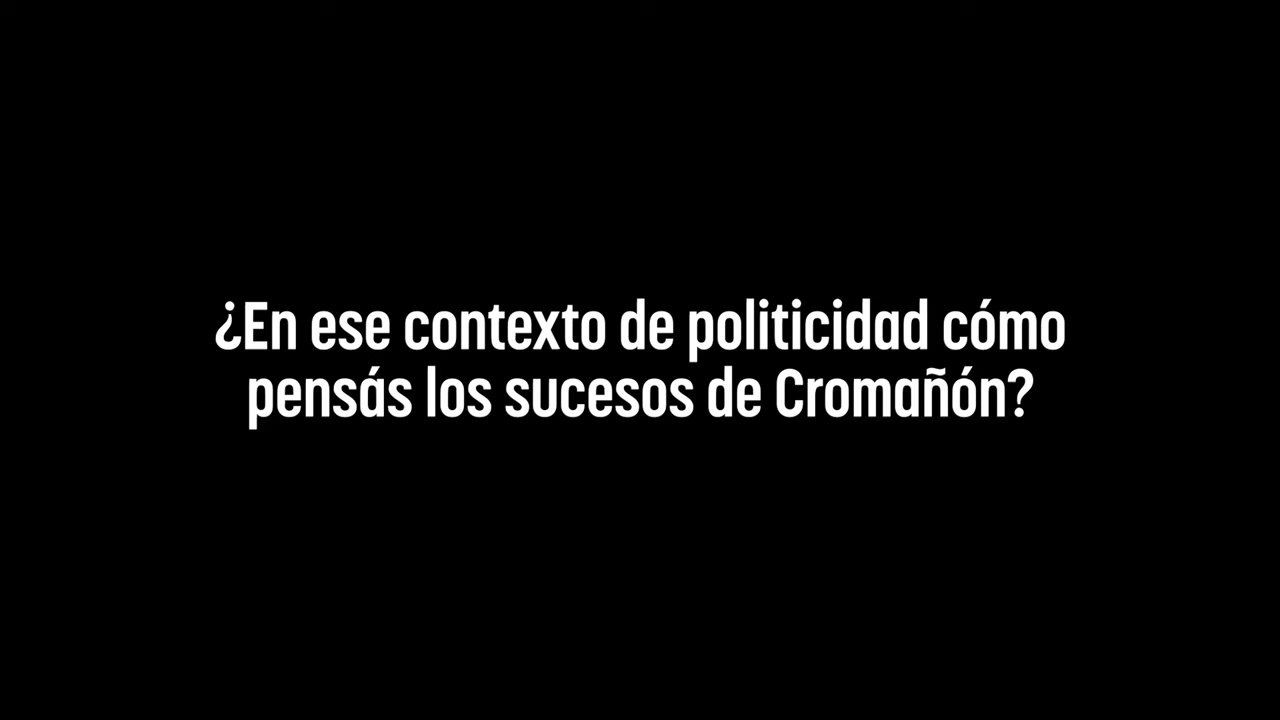 ¿En ese contexto de politicidad cómo
pensás los sucesos de Cromañón?